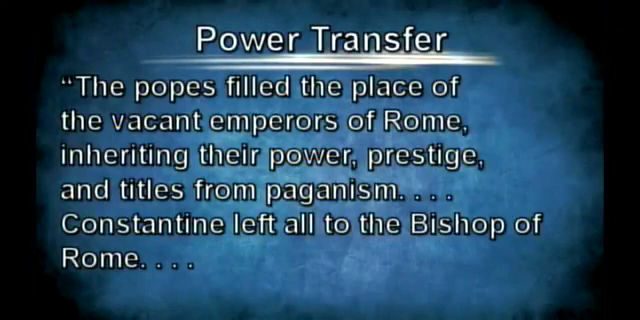 Power Transfer
“The popes filled the place of
the vacant emperors of Rome,
inheriting their power, prestige,
and titles from paganism. . . .
Constantine left all to the Bishop of
Rome. . . .